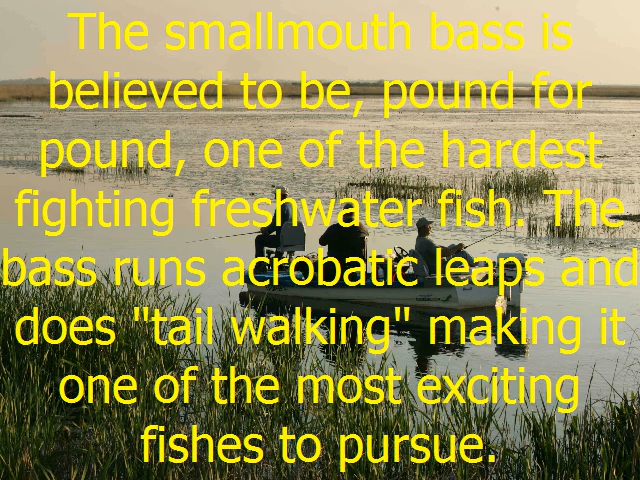 The smallmouth bass is
believed to be, pound for
pound, one of the hardest
fighting freshwater fish. The
bass runs acrobatic leaps and
does "tail walking" making it
one of the most exciting
fishes to pursue.